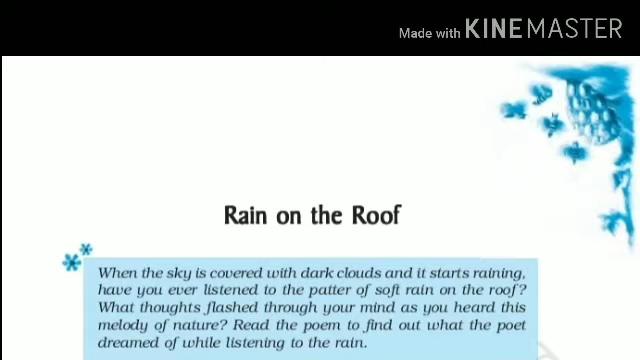 Made with KINEMASTER
Rain on the Roof
When the sky is covered with dark clouds and it starts raining,
have you ever listened to the patter of soft rain on the roof?
What thoughts flashed through your mind as you heard this
melody of nature? Read the poem to find out what the poet
dreamed of while listening to the rain.